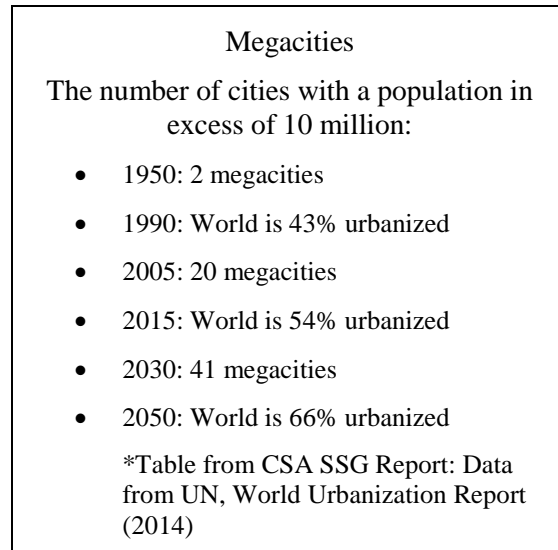 Megacities
The number of cities with a population in
excess of 10 million:
• 1950: 2 megacities
• 1990: World is 43% urbanized
• 2005: 20 megacities
• 2015: World is 54% urbanized
• 2030: 41 megacities
• 2050: World is 66% urbanized
*Table from CSA SSG Report: Data
from UN, World Urbanization Report
(2014)